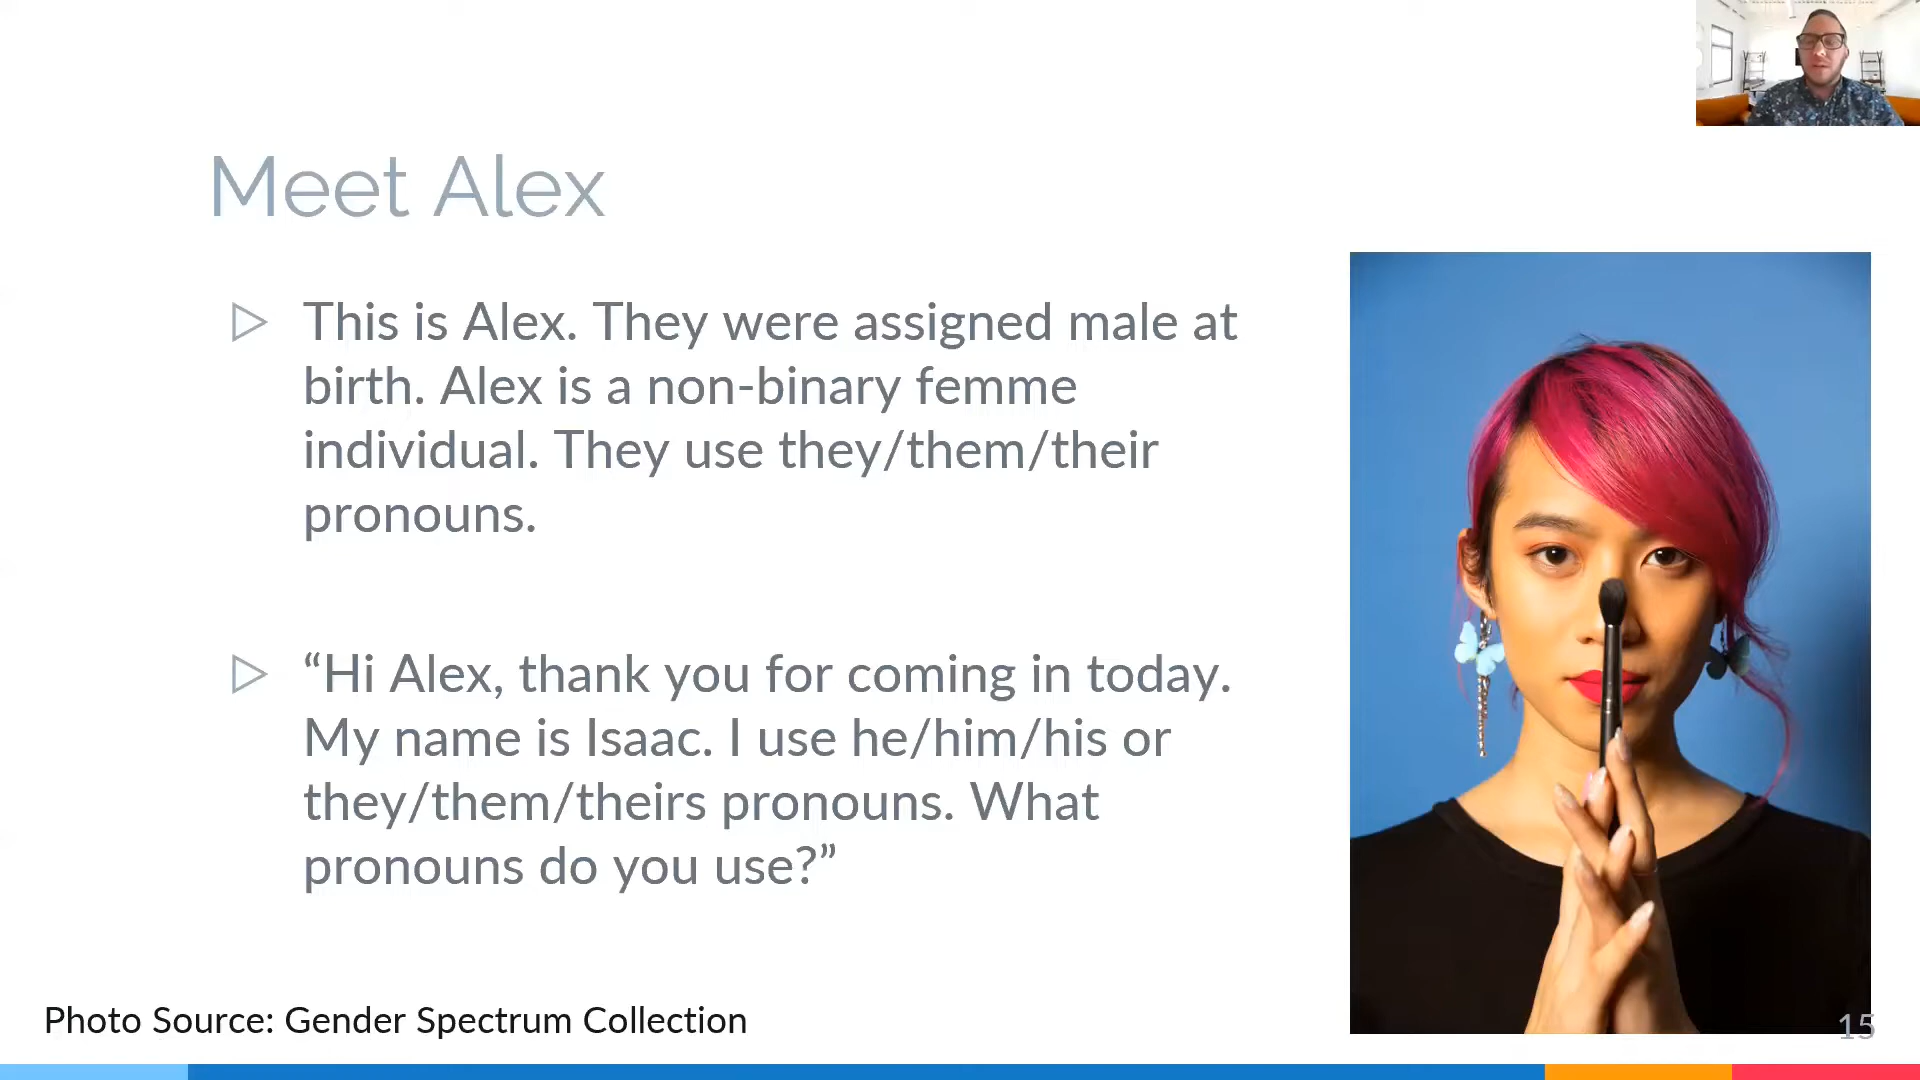 Meet Alex
This is Alex. They were assigned male at
birth. Alex is a non-binary femme
individual. They use they/them/their
pronouns.
“Hi Alex, thank you for coming in today.
My name is Isaac. I use he/him/his or
they/them/theirs pronouns. What
pronouns do you use?”
Photo Source: Gender Spectrum Collection
15